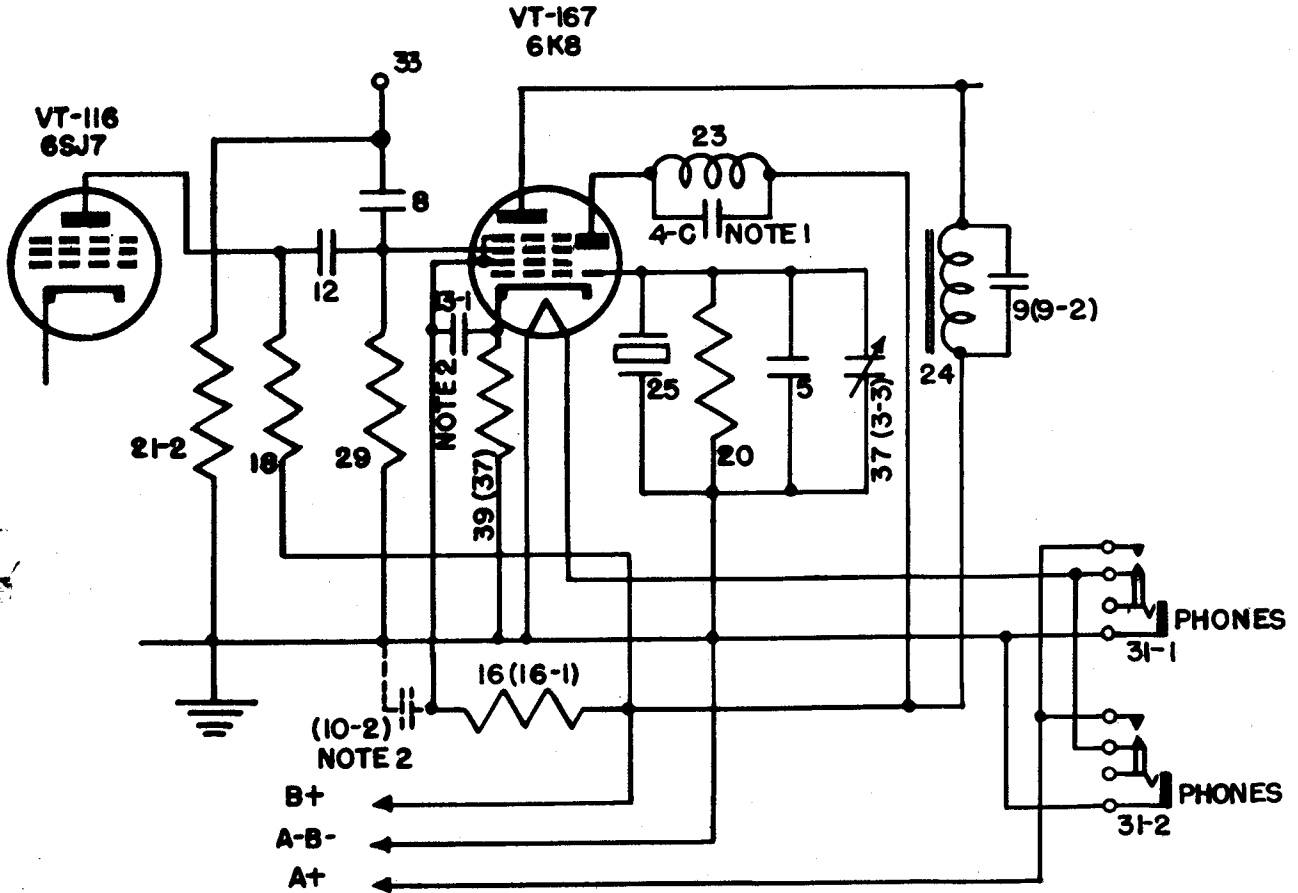 VT-167
6K8
33
VT-116
6SJ7
23
8
4-C NOTE 1
12
3-1
9(9-2)
24
NOTE 2
25
5
37 (3-3)
21-2
18
29
20
39 (37)
PHONES
31-1
16(16-1)
(10-2)
NOTE 2
B+
PHONES
31-2
A-B-
A+